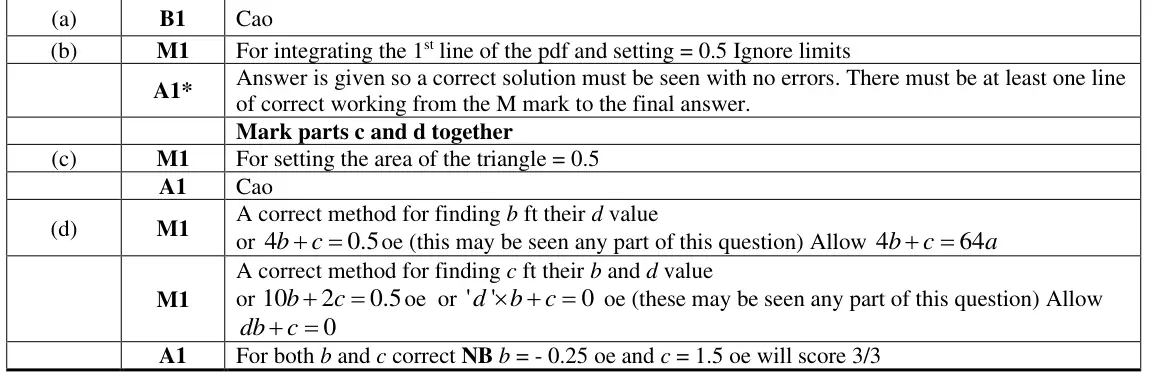 (a) B1 Cao
(b) M1 For integrating the 1st line of the pdf and setting = 0.5 Ignore limits
A1* Answer is given so a correct solution must be seen with no errors. There must be at least one line
of correct working from the M mark to the final answer.
Mark parts c and d together
(c) M1 For setting the area of the triangle = 0.5
A1 Cao
(d) M1 A correct method for finding b ft their d value
or 4b + c = 0.5 oe (this may be seen any part of this question) Allow 4b + c = 64a
M1 A correct method for finding c ft their b and d value
or 10b + 2c = 0.5 oe or 'd'×b + c = 0 oe (these may be seen any part of this question) Allow
db + c = 0
A1 For both b and c correct NB b = - 0.25 oe and c = 1.5 oe will score 3/3